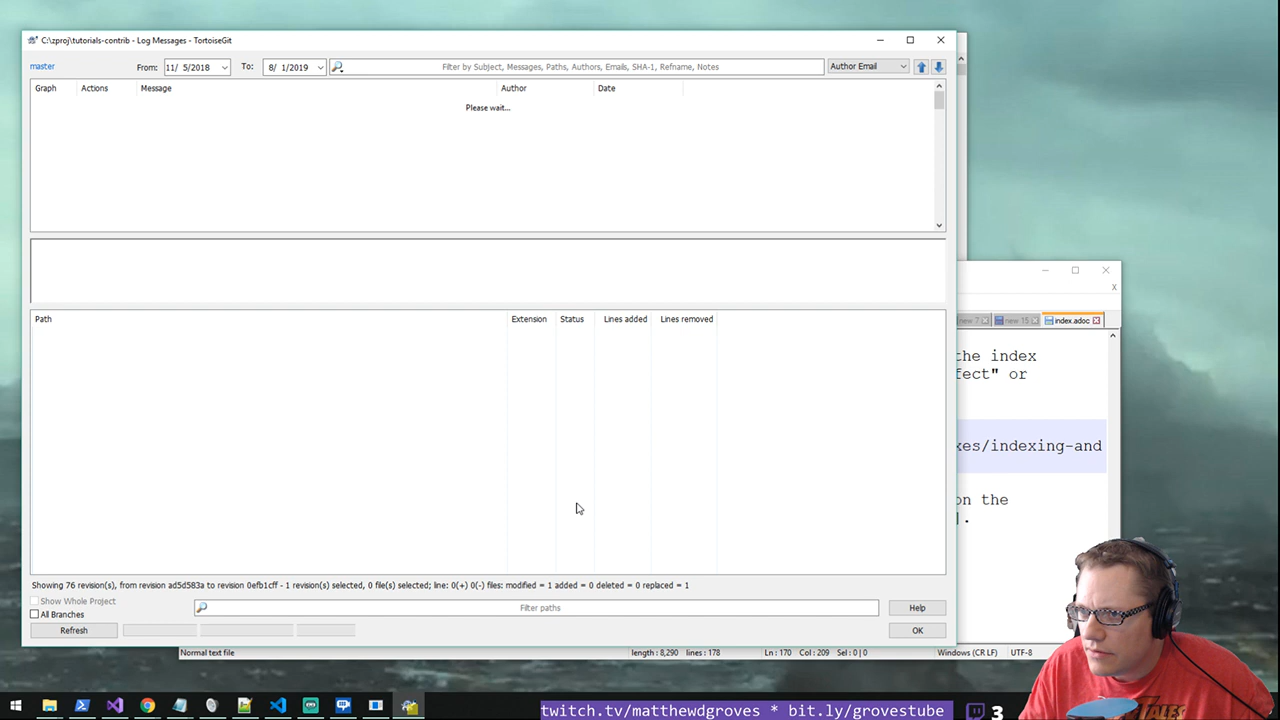 C:\zproj\tutorials-contrib - Log Messages - TortoiseGit
master
From: 11/ 5/2018 To: 8/ 1/2019
Filter by Subject, Messages, Paths, Authors, Emails, SHA-1, Refname, Notes
Author Email
Graph Actions Message Author Date
Please wait...
Path Extension Status Lines added Lines removed
new 7 new 15 index.adoc
x
the index
fect" or
xes/indexing-and
on the
].
Showing 76 revision(s), from revision ad5d583a to revision 0efb1cff - 1 revision(s) selected, 0 file(s) selected; line: 0(+) 0(-) files: modified = 1 added = 0 deleted = 0 replaced = 1
Show Whole Project
All Branches
Filter paths
Help
Refresh
OK
Normal text file length : 8,290 lines : 178 Ln : 170 Col : 209 Sel : 0 | 0 Windows (CR LF) UTF-8
TALES
twitch.tv/matthewdgroves * bit.ly/grovestube
3